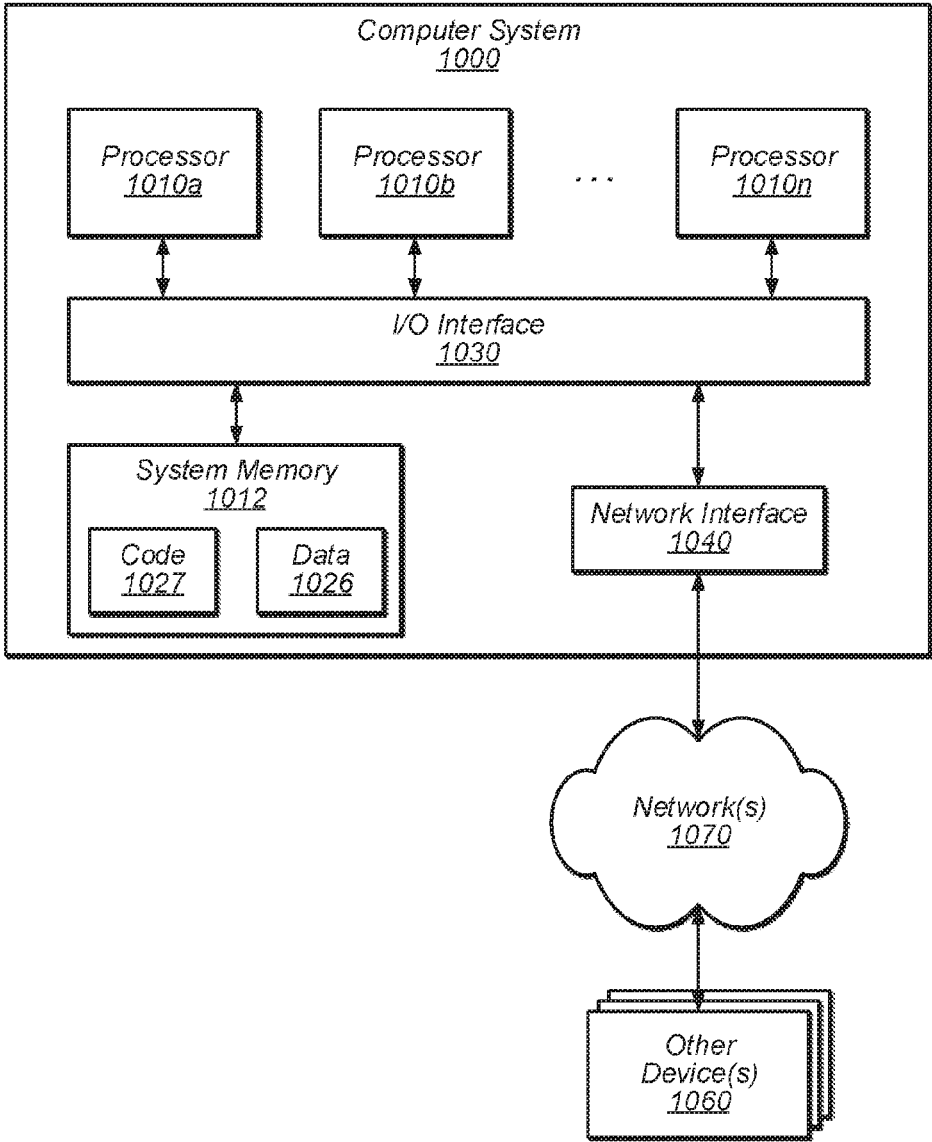 Computer System
1000
Processor
1010a
Processor
1010b
...
Processor
1010n
I/O Interface
1030
System Memory
1012
Code
1027
Data
1026
Network Interface
1040
Network(s)
1070
Other
Device(s)
1060